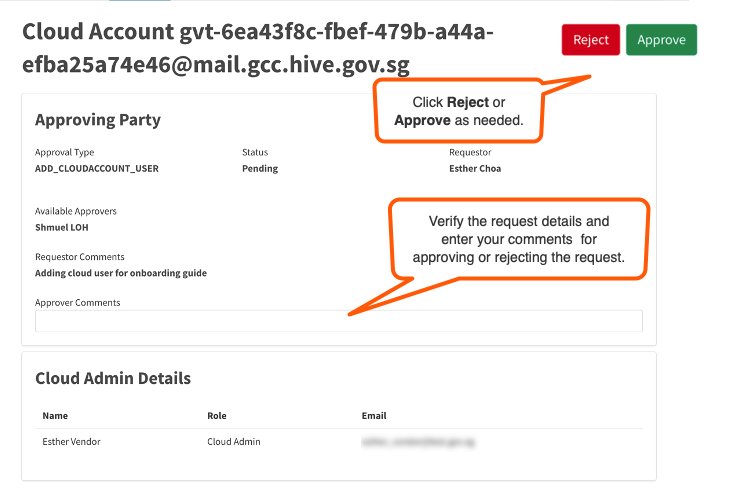 Cloud Account gvt-6ea43f8c-fbef-479b-a44a-
efba25a74e46@mail.gcc.hive.gov.sg
Reject
Approve
Click Reject or
Approve as needed.
Approving Party
Approval Type
Status
Requestor
ADD_CLOUDACCOUNT_USER
Pending
Esther Choa
Available Approvers
Shmuel LOH
Verify the request details and
enter your comments for
approving or rejecting the request.
Requestor Comments
Adding cloud user for onboarding guide
Approver Comments
Cloud Admin Details
Name
Role
Email
Esther Vendor
Cloud Admin